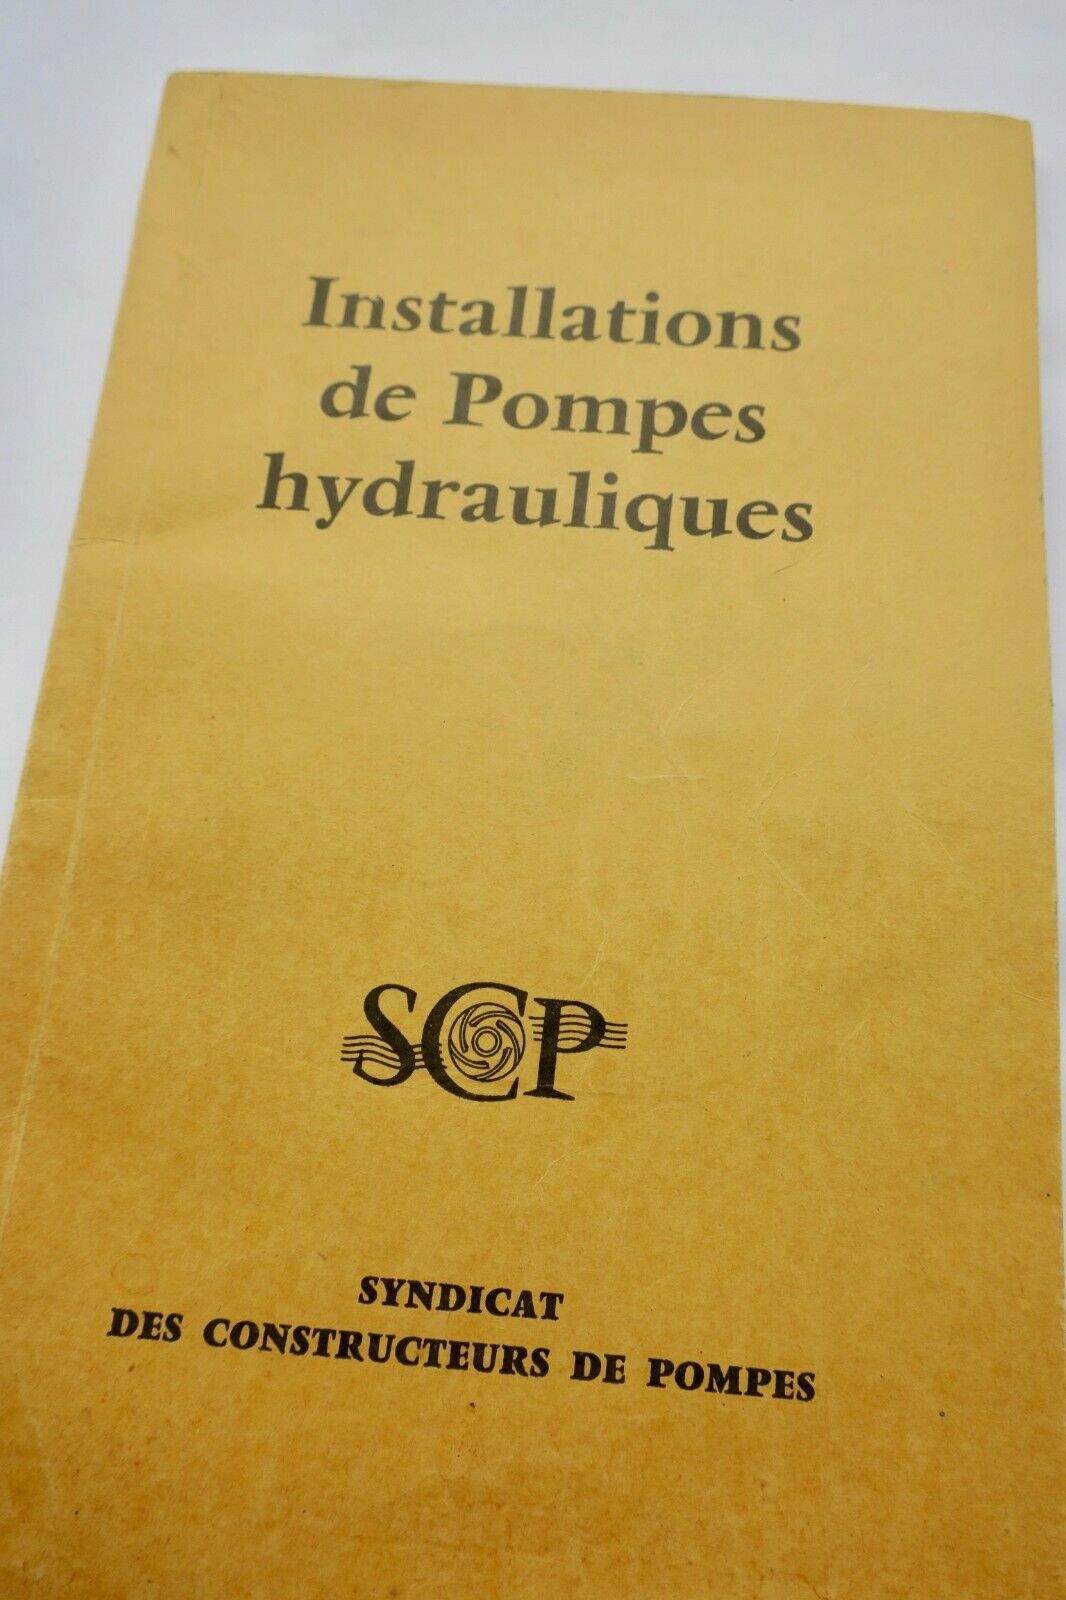 Installations
de Pompes
hydrauliques
SCP
SYNDICAT
DES CONSTRUCTEURS DE POMPES